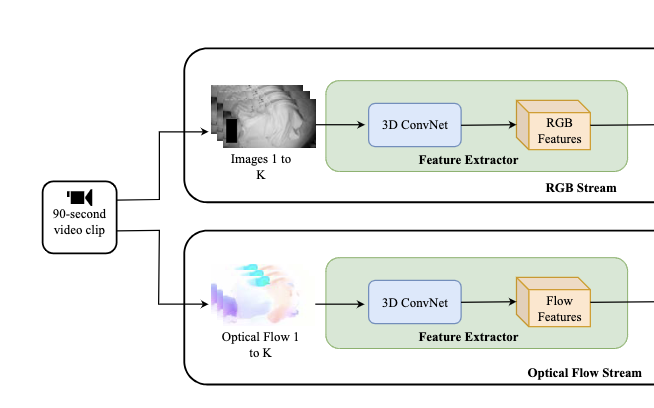 3D ConvNet
RGB
Features
Images 1 to
K
Feature Extractor
RGB Stream
90-second
video clip
3D ConvNet
Flow
Features
Optical Flow 1
to K
Feature Extractor
Optical Flow Stream